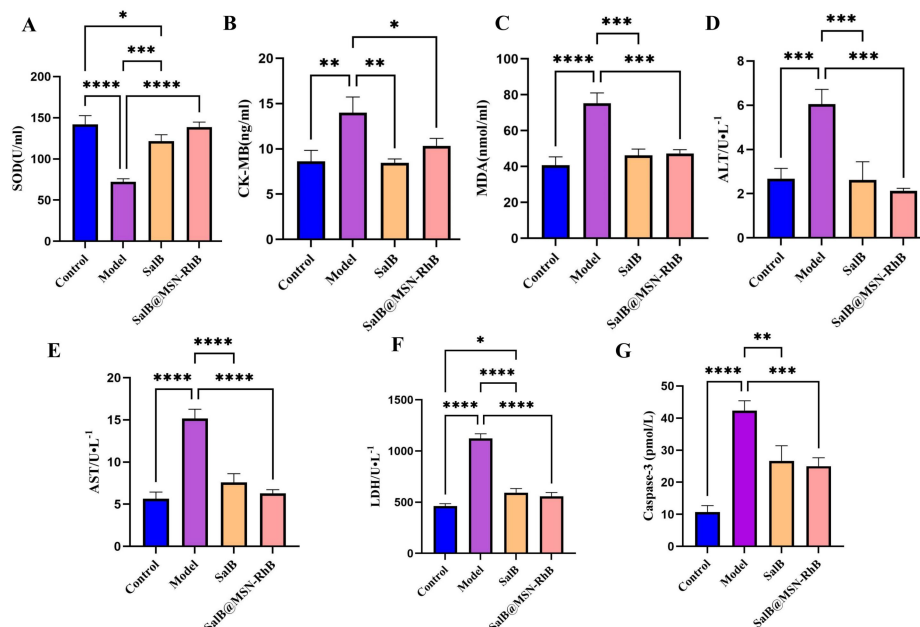 A
*
***
****
****
SOD(U/ml)
200
150
100
50
0
Control
Model
SalB
SalB@MSN-RhB
B
*
**
**
CK-MB(ng/ml)
20
15
10
5
0
Control
Model
SalB
SalB@MSN-RhB
C
***
****
***
MDA(nmol/ml)
100
80
60
40
20
0
Control
Model
SalB
SalB@MSN-RhB
D
***
***
***
ALT/U•L⁻¹
8
6
4
2
0
Control
Model
SalB
SalB@MSN-RhB
E
****
****
****
AST/U•L⁻¹
20
15
10
5
0
Control
Model
SalB
SalB@MSN-RhB
F
*
****
****
****
LDH/U•L⁻¹
1500
1000
500
0
Control
Model
SalB
SalB@MSN-RhB
G
**
****
***
Caspase-3 (pmol/L)
50
40
30
20
10
0
Control
Model
SalB
SalB@MSN-RhB